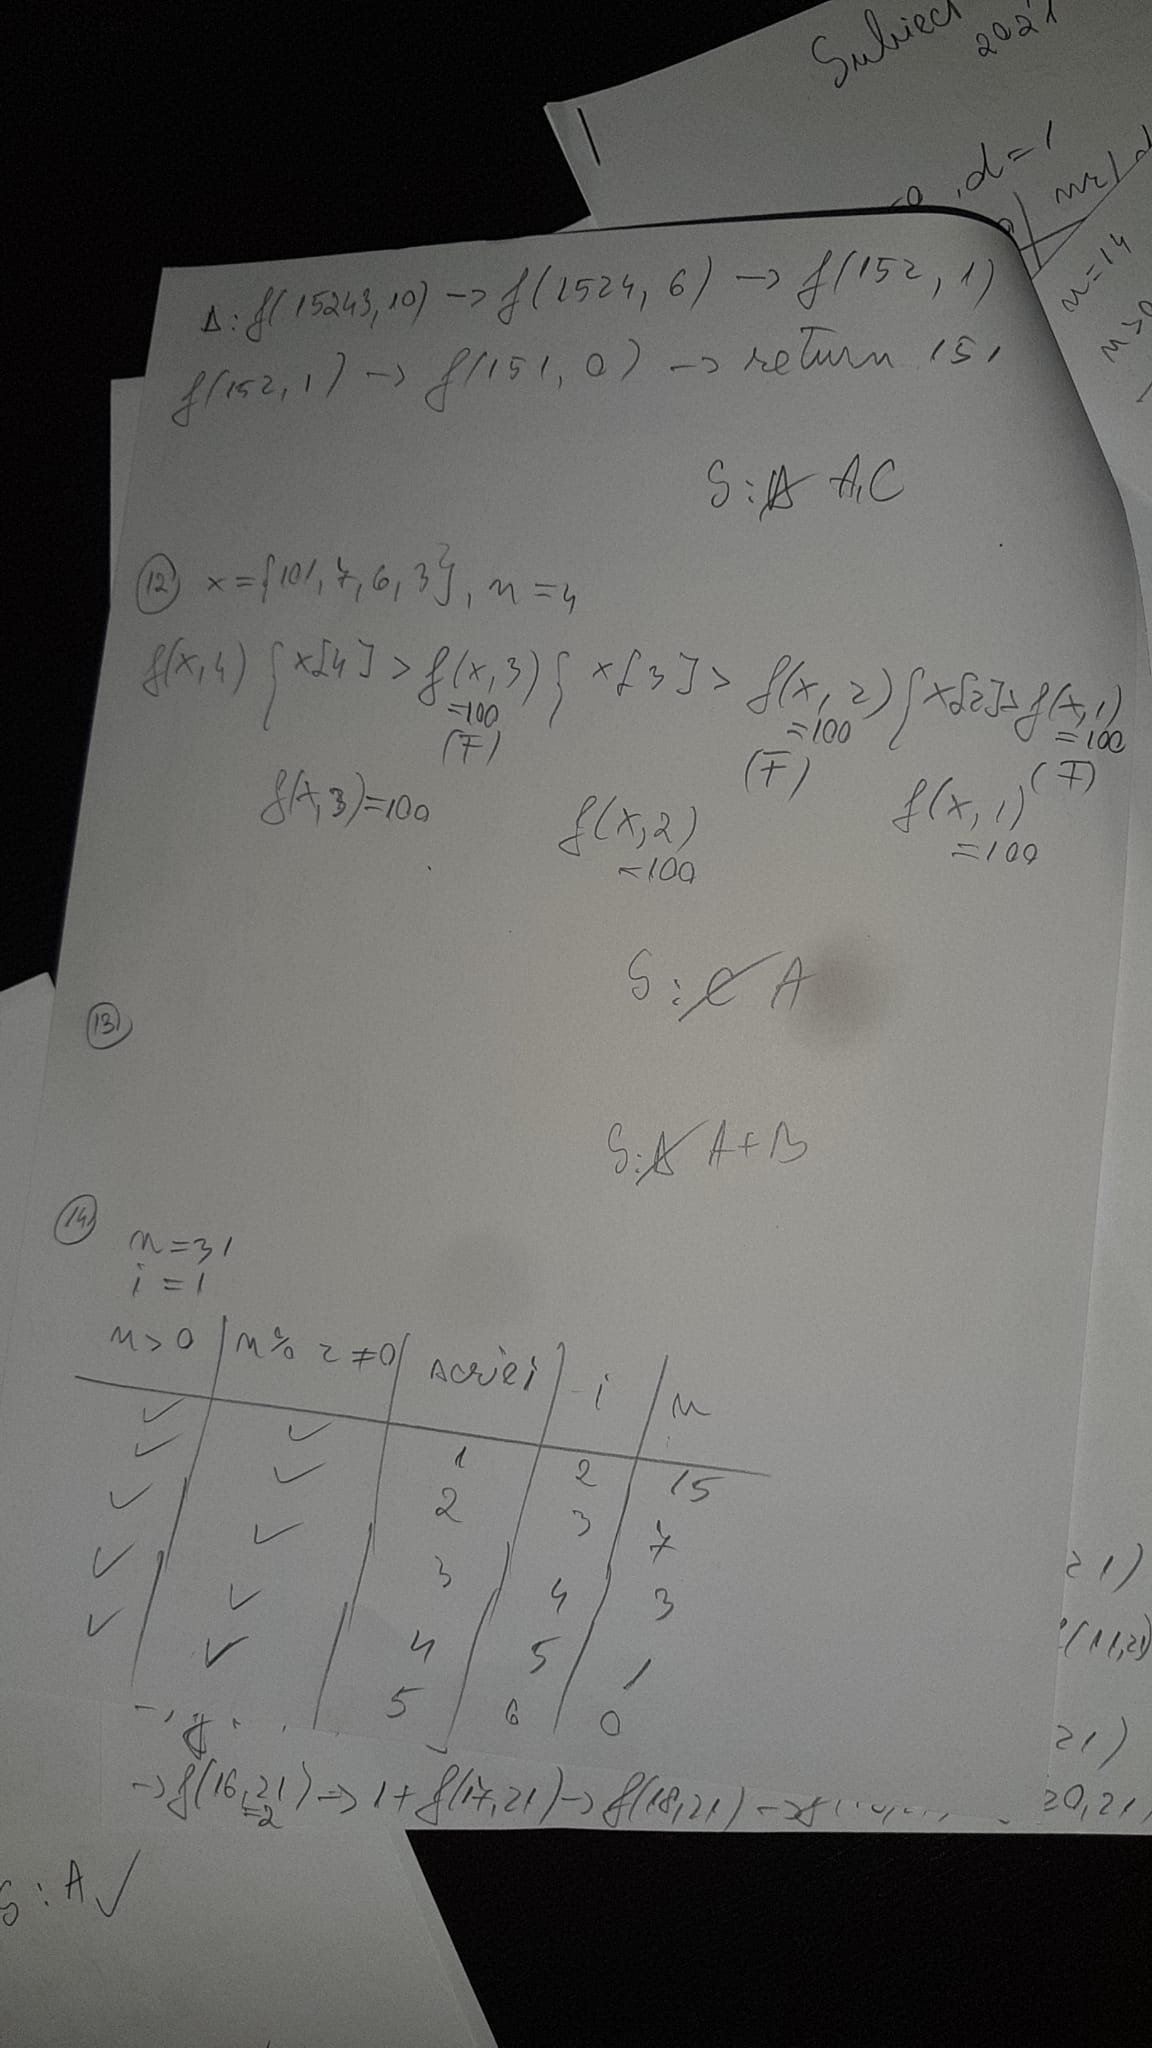 Subiect
2021
, d=1
n=14
Δ: f(15243,10) -> f(1524, 6) -> f(152, 1)
f(152, 1) -> f(151, 0) -> return 151
S: A A,C
12 x={101, 7, 6, 3}, n=4
f(x,4) { x[4] > f(x,3) { x[3] > f(x, 2) { x[2] > f(x,1)
=100 =100 =100
(F) (F) (F)
f(x,3)=100 f(x,2) f(x,1)
=100 =100
S: C A
13
S: A A+B
14
n=31
i=1
n>0 | n%2≠0 | scrie i | i | n
✓ ✓ 1 2 15
✓ ✓ 2 3 7
✓ ✓ 3 4 3
✓ ✓ 4 5 1
✓ ✓ 5 6 0
21)
(11,21)
21)
-> f(16,21) => 1+ f(17,21) -> f(18,21) -> 20,21)
=2
S: A ✓